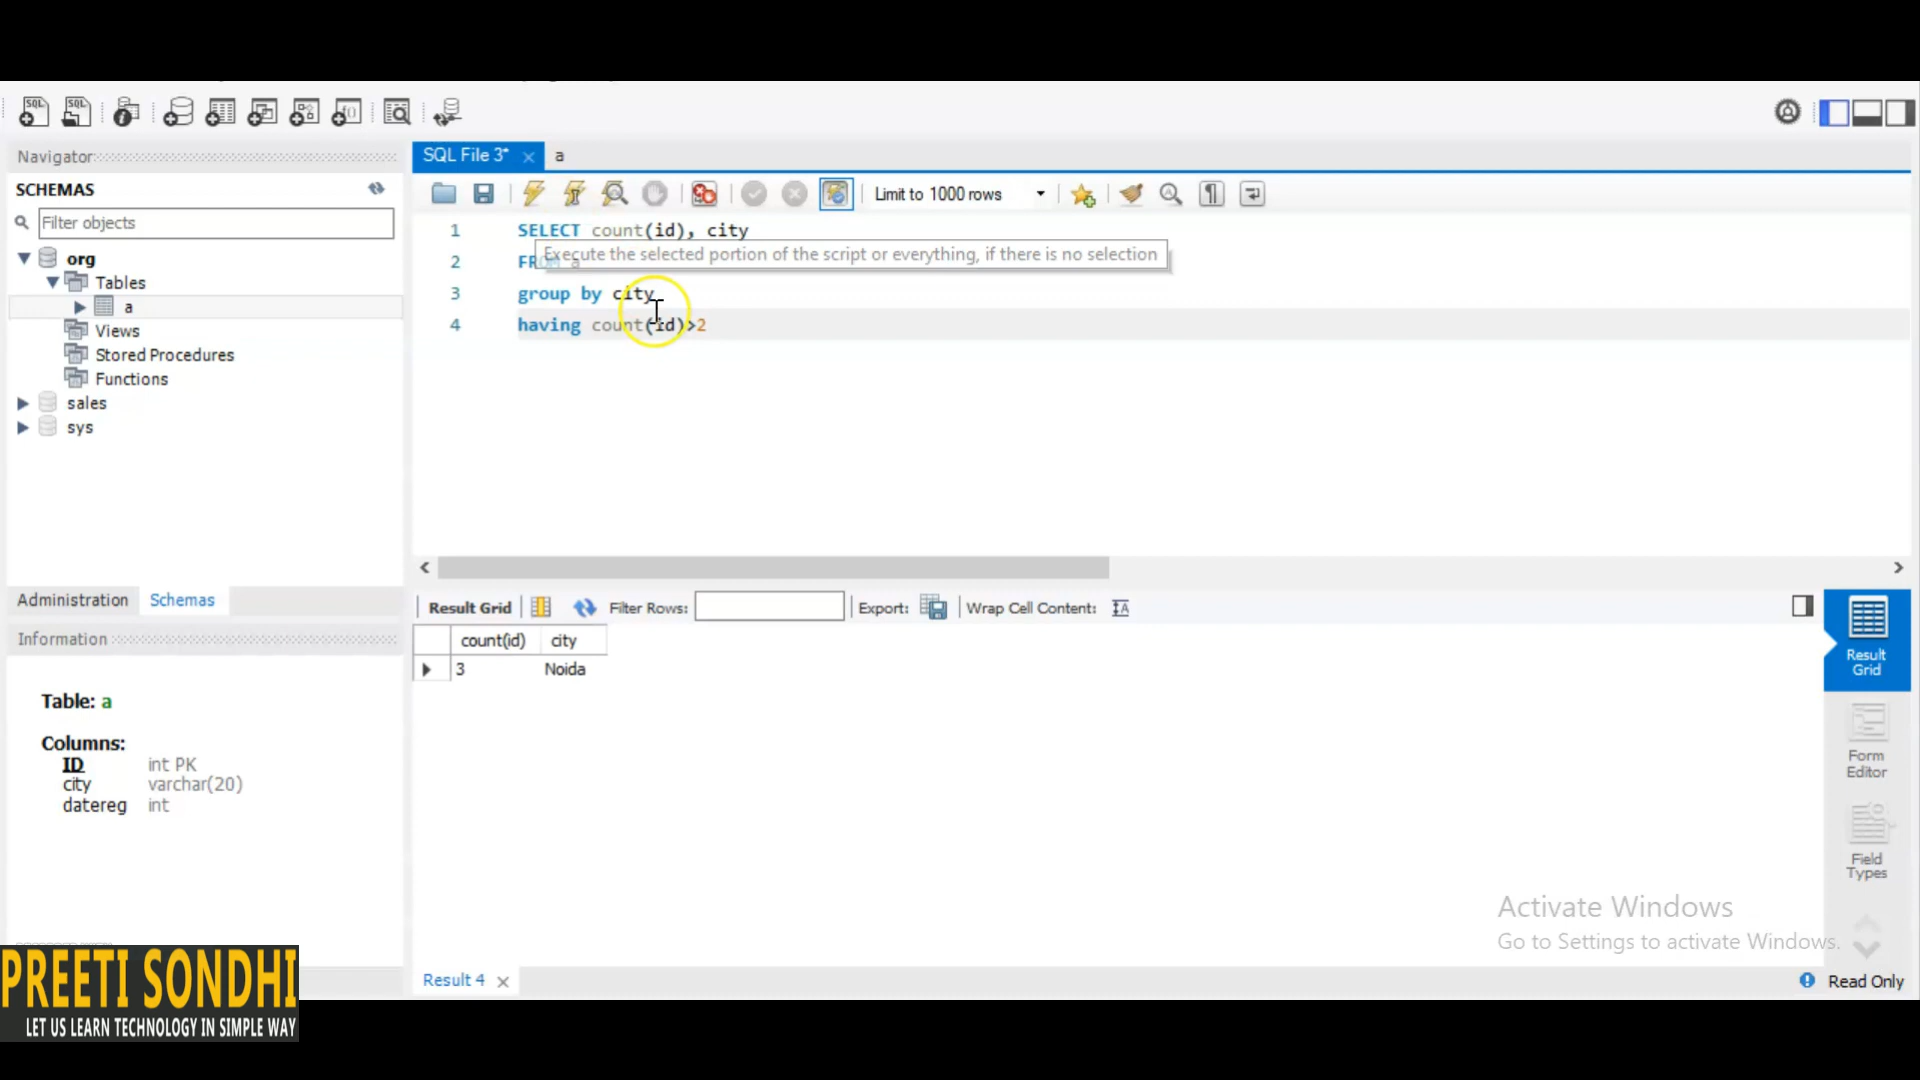 Navigator
SCHEMAS
Filter objects
org
Tables
a
Views
Stored Procedures
Functions
sales
sys
Administration Schemas
Information
Table: a
Columns:
ID int PK
city varchar(20)
datereg int
SQL File 3* a
Limit to 1000 rows
1 SELECT count(id), city
Execute the selected portion of the script or everything, if there is no selection
2 FROM a
3 group by city
4 having count(id)>2
Result Grid Filter Rows: Export: Wrap Cell Content:
count(id) city
3 Noida
Result Grid
Form Editor
Field Types
Activate Windows
Go to Settings to activate Windows.
Result 4
Read Only
PREETI SONDHI
LET US LEARN TECHNOLOGY IN SIMPLE WAY